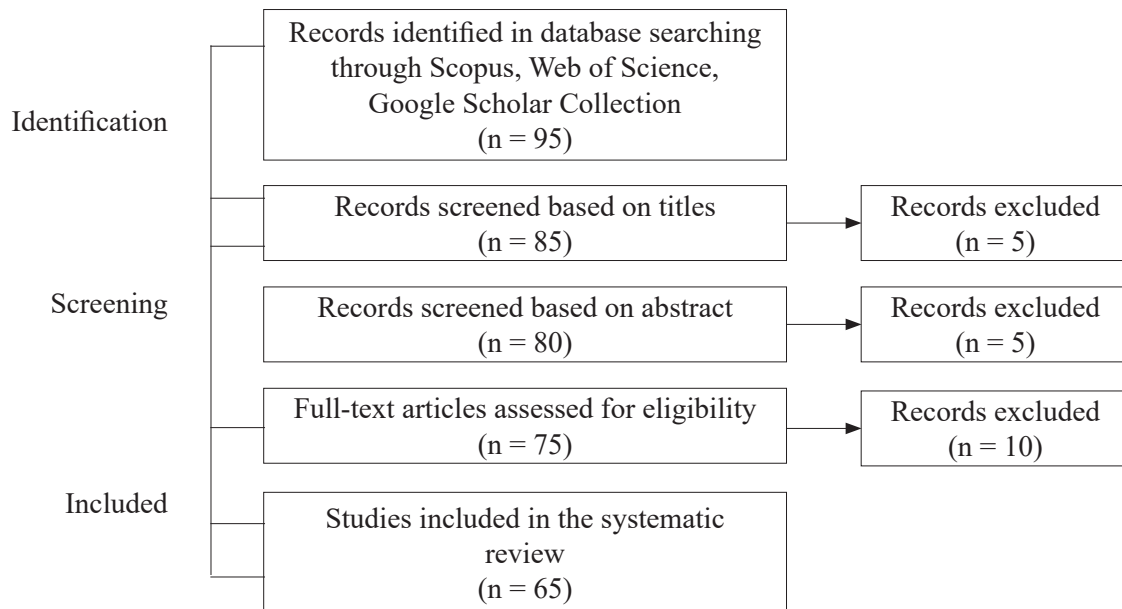 Records identified in database searching
through Scopus, Web of Science,
Google Scholar Collection
(n = 95)
Identification
Records screened based on titles
(n = 85)
Records excluded
(n = 5)
Screening
Records screened based on abstract
(n = 80)
Records excluded
(n = 5)
Full-text articles assessed for eligibility
(n = 75)
Records excluded
(n = 10)
Included
Studies included in the systematic
review
(n = 65)